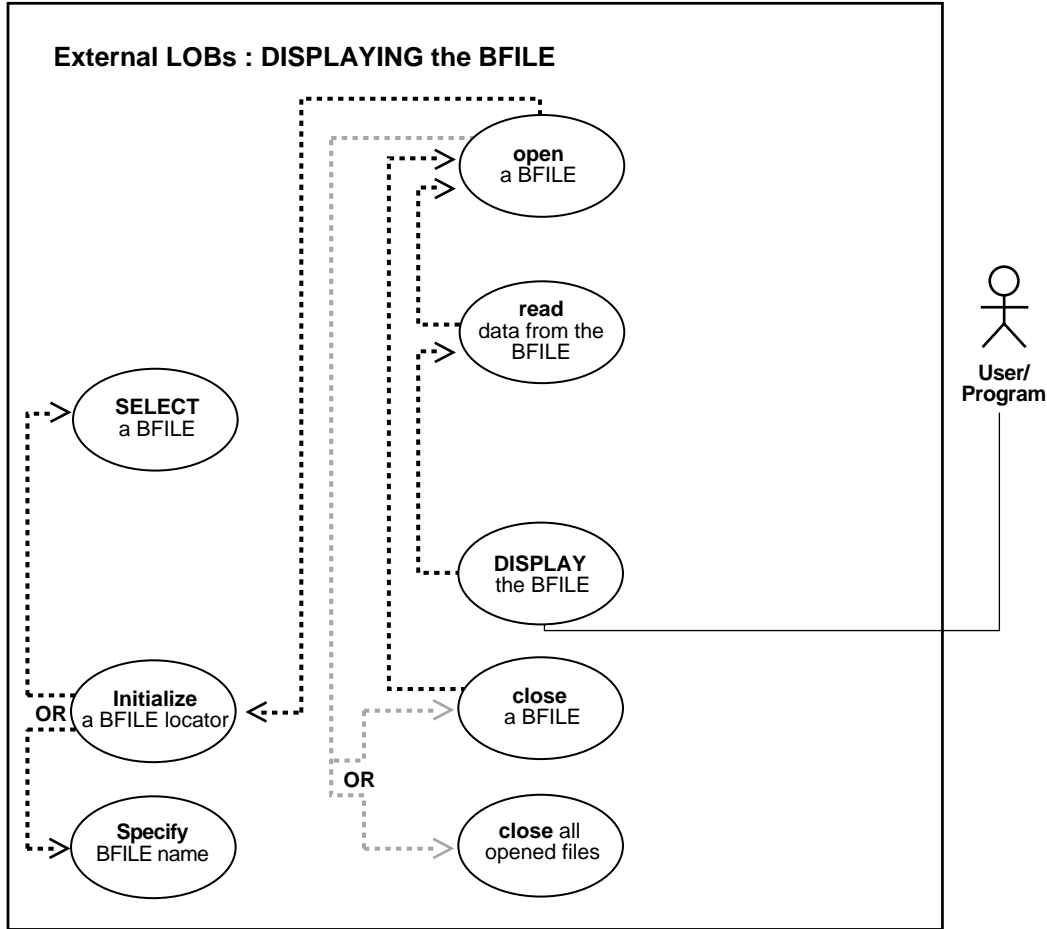 External LOBs : DISPLAYING the BFILE
open
a BFILE
read
data from the
BFILE
User/
Program
SELECT
a BFILE
DISPLAY
the BFILE
Initialize
a BFILE locator
OR
close
a BFILE
OR
Specify
BFILE name
close all
opened files